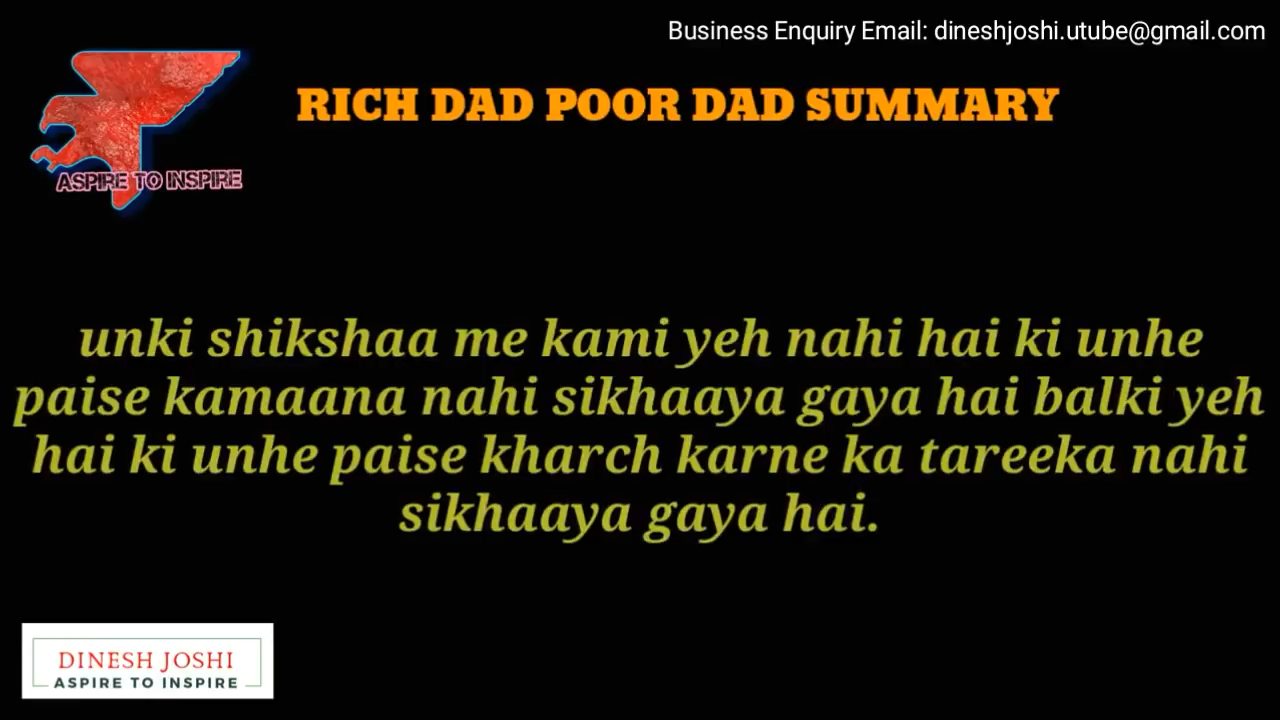 Business Enquiry Email: dineshjoshi.utube@gmail.com
RICH DAD POOR DAD SUMMARY
ASPIRE TO INSPIRE
unki shikshaa me kami yeh nahi hai ki unhe
paise kamaana nahi sikhaaya gaya hai balki yeh
hai ki unhe paise kharch karne ka tareeka nahi
sikhaaya gaya hai.
DINESH JOSHI
ASPIRE TO INSPIRE